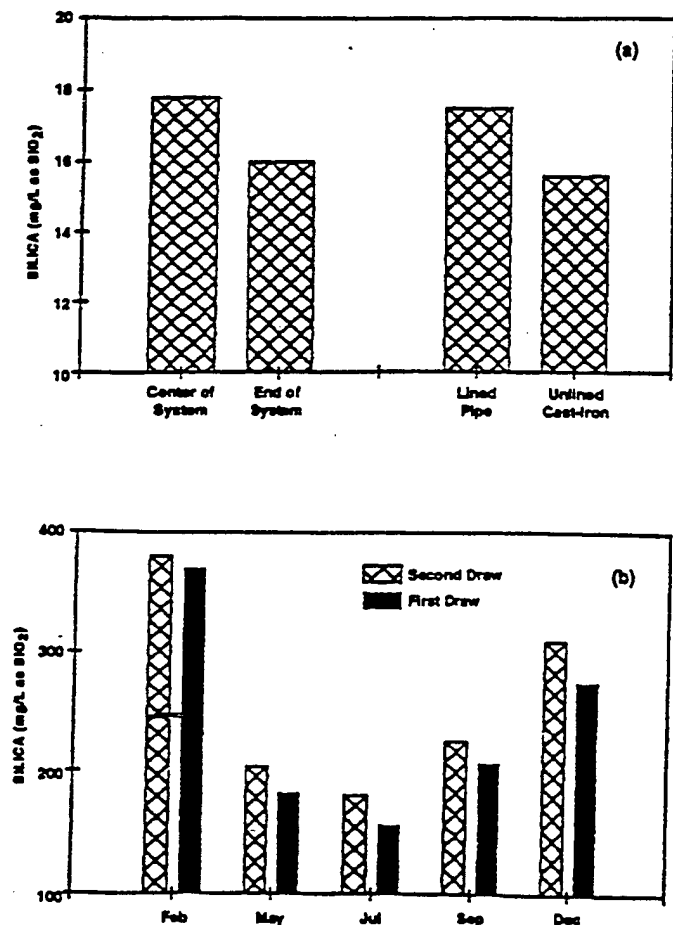 (a)
20
18
16
14
12
10
SILICA (mg/L as SIO2)
Center of System
End of System
Lined Pipe
Unlined Cast-Iron
(b)
400
300
200
100
SILICA (mg/L as SIO2)
Second Draw
First Draw
Feb
May
Jul
Sep
Dec